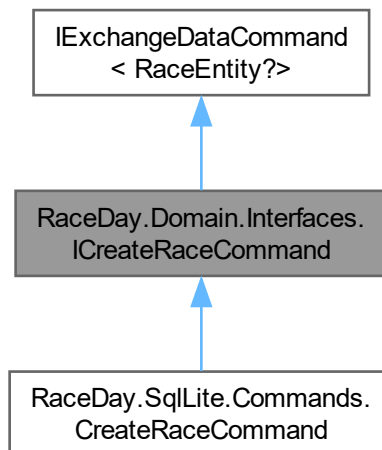 IExchangeDataCommand
< RaceEntity?>
RaceDay.Domain.Interfaces.
ICreateRaceCommand
RaceDay.SqlLite.Commands.
CreateRaceCommand